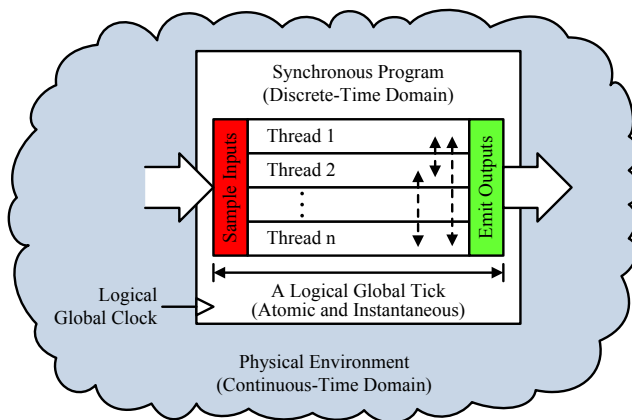 Synchronous Program
(Discrete-Time Domain)
Sample Inputs
Thread 1
Thread 2
Thread n
Emit Outputs
A Logical Global Tick
(Atomic and Instantaneous)
Logical
Global Clock
Physical Environment
(Continuous-Time Domain)